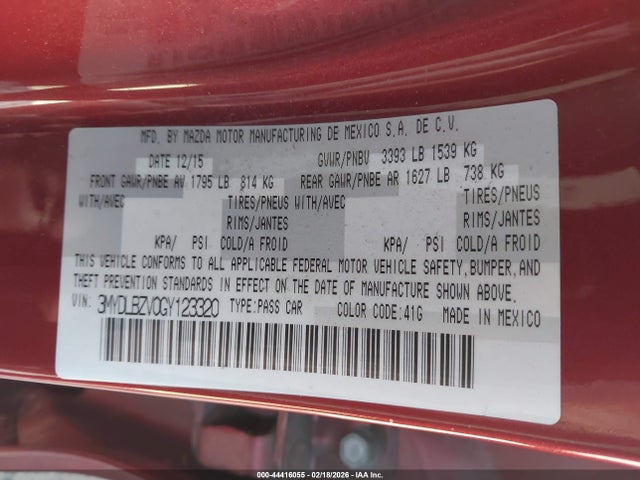 MFD. BY MAZDA MOTOR MANUFACTURING DE MEXICO S.A. DE C.V.
DATE 12/15 GVWR/PNBV 3393 LB 1539 KG
FRONT GAWR/PNBE AV 1795 LB 814 KG REAR GAWR/PNBE AR 1627 LB 738 KG
WITH/AVEC TIRES/PNEUS WITH/AVEC TIRES/PNEUS
RIMS/JANTES RIMS/JANTES
KPA/ PSI COLD/A FROID KPA/ PSI COLD/A FROID
THIS VEHICLE CONFORMS TO ALL APPLICABLE FEDERAL MOTOR VEHICLE SAFETY, BUMPER, AND
THEFT PREVENTION STANDARDS IN EFFECT ON THE DATE OF MANUFACTURE SHOWN ABOVE.
VIN: 3MYDLBZV0GY123320 TYPE:PASS CAR COLOR CODE:41G MADE IN MEXICO
000-44416055 - 02/18/2026 - IAA Inc.